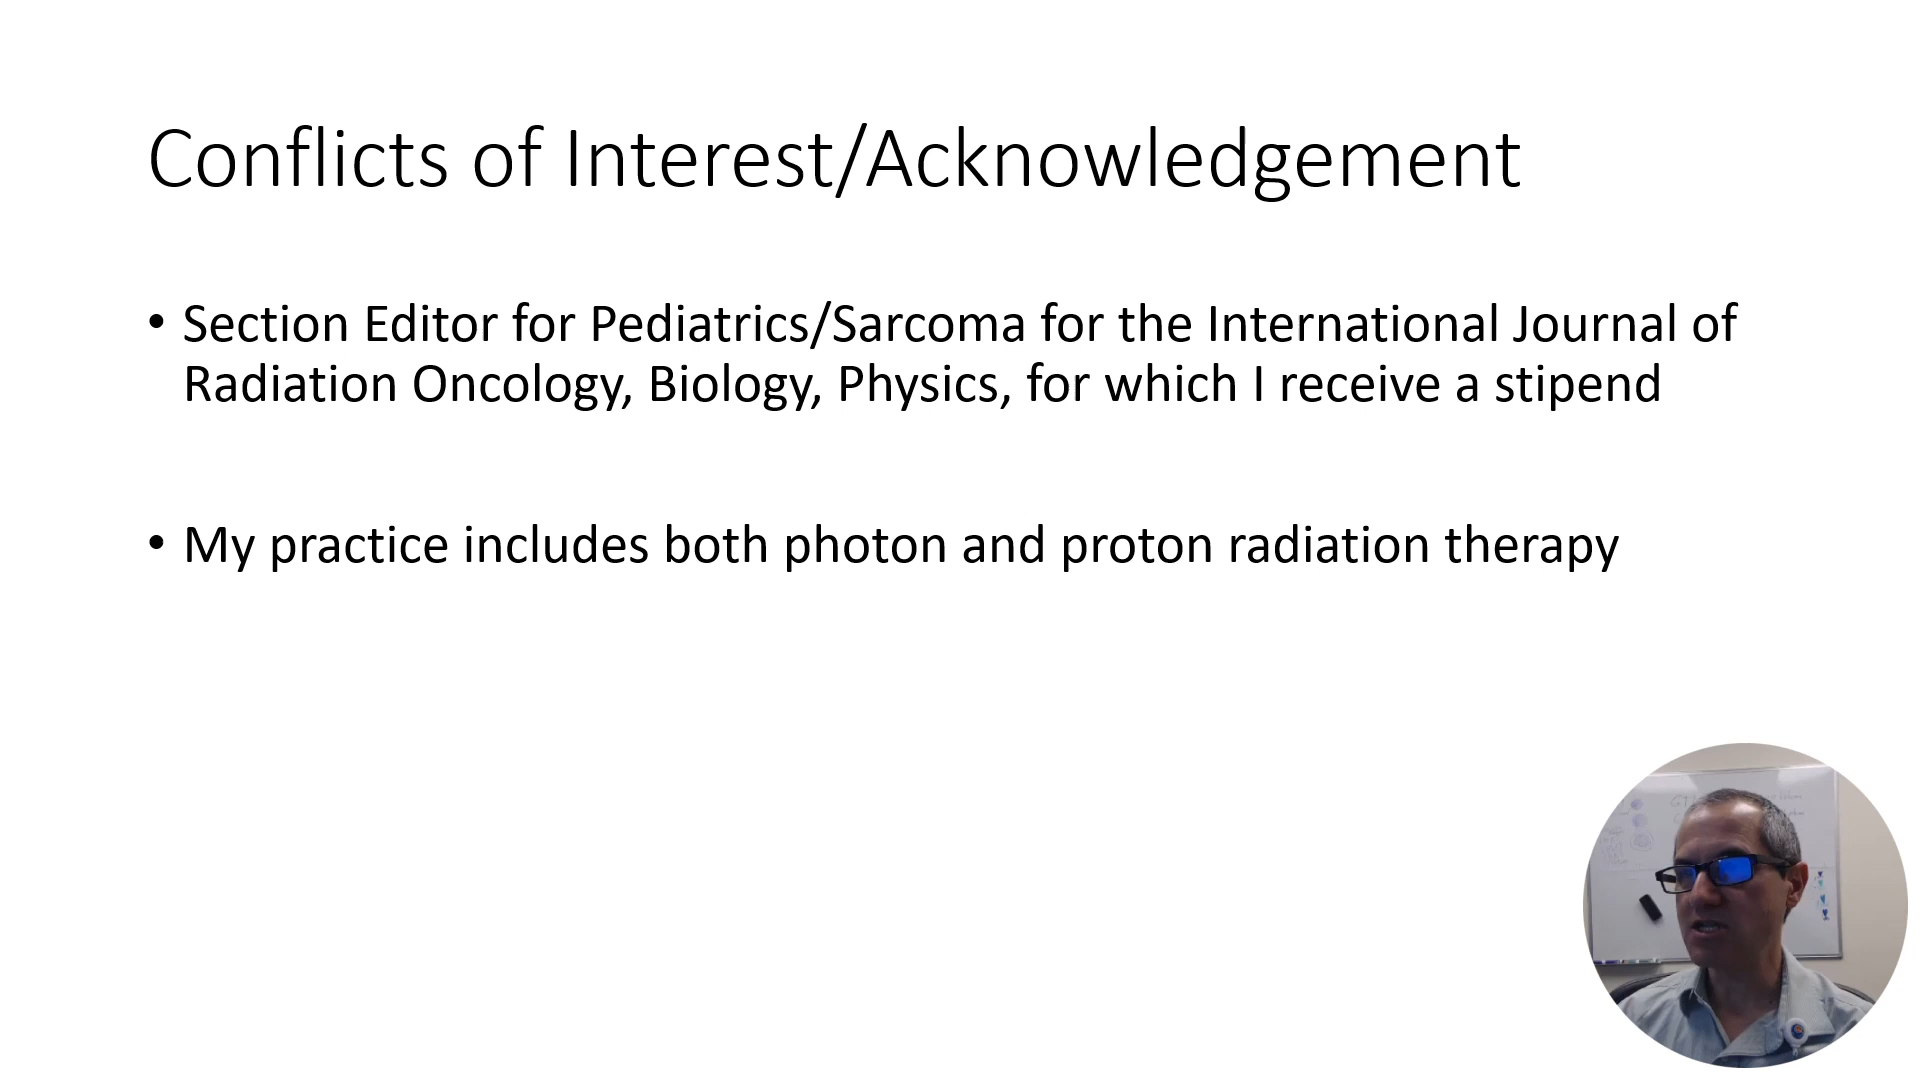 Conflicts of Interest/Acknowledgement
• Section Editor for Pediatrics/Sarcoma for the International Journal of
Radiation Oncology, Biology, Physics, for which I receive a stipend
• My practice includes both photon and proton radiation therapy